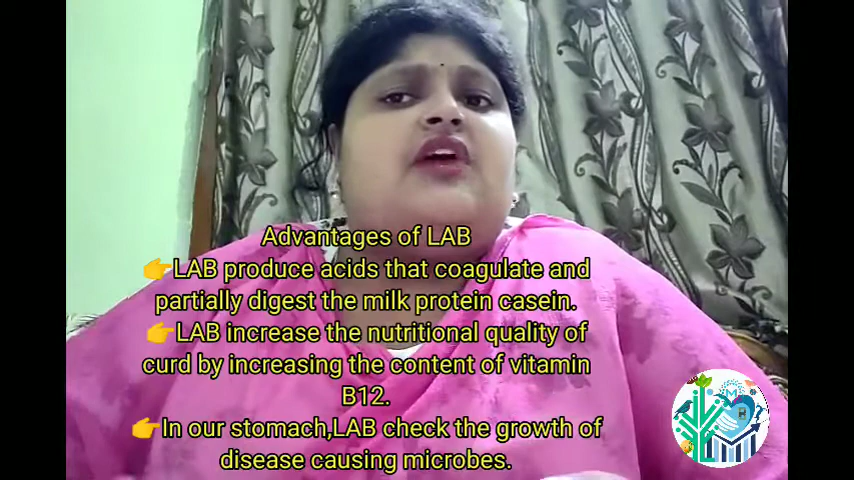 Advantages of LAB
👉LAB produce acids that coagulate and
partially digest the milk protein casein.
👉LAB increase the nutritional quality of
curd by increasing the content of vitamin
B12.
👉In our stomach,LAB check the growth of
disease causing microbes.